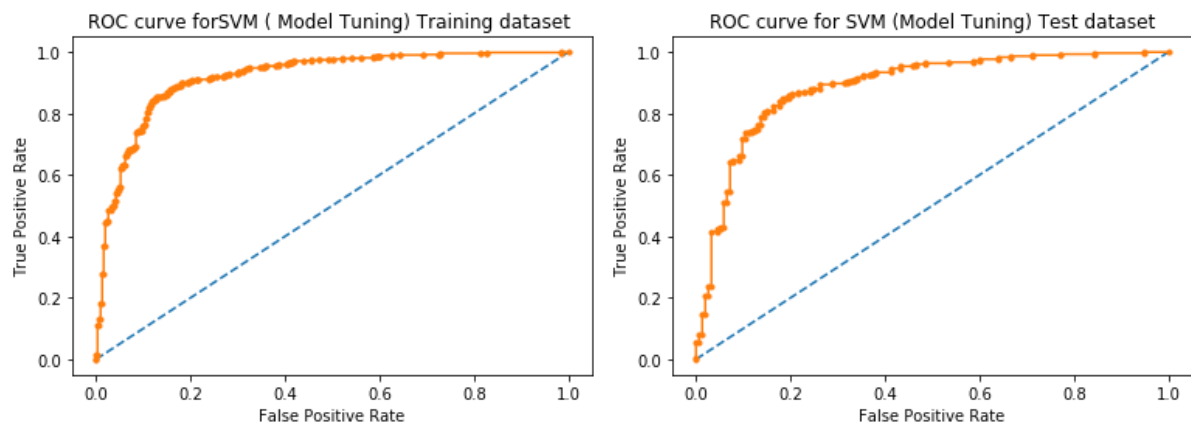 ROC curve forSVM ( Model Tuning) Training dataset
1.0
0.8
0.6
0.4
0.2
0.0
True Positive Rate
0.0 0.2 0.4 0.6 0.8 1.0
False Positive Rate
ROC curve for SVM (Model Tuning) Test dataset
1.0
0.8
0.6
0.4
0.2
0.0
True Positive Rate
0.0 0.2 0.4 0.6 0.8 1.0
False Positive Rate